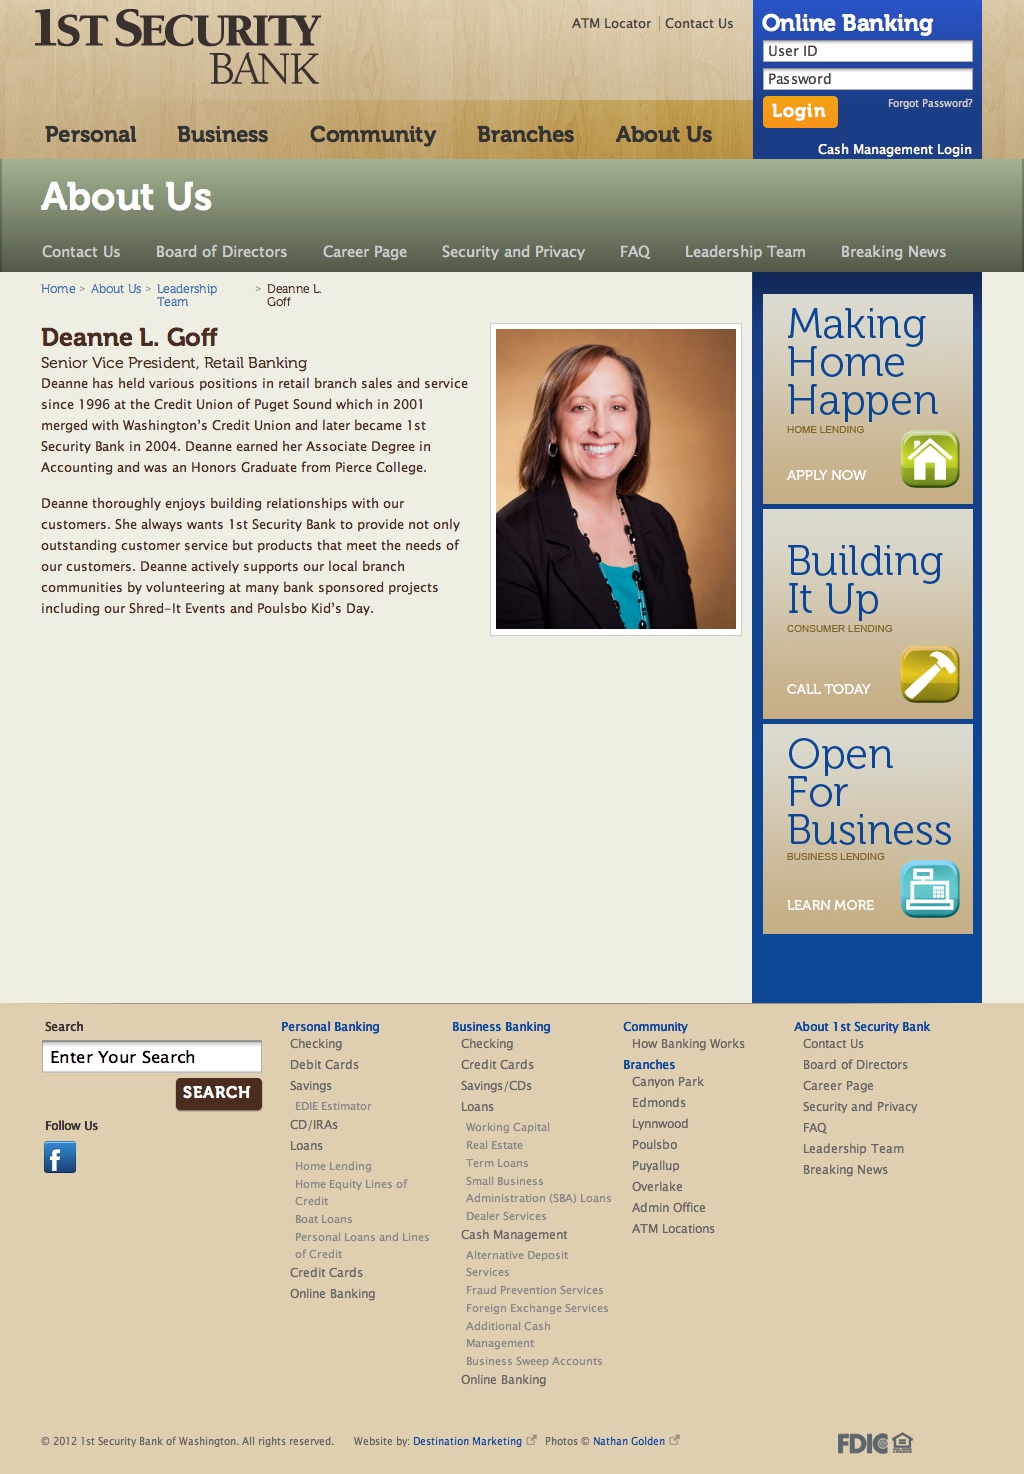 1ST SECURITY
BANK
ATM Locator
Contact Us
Online Banking
User ID
Password
Login
Forgot Password?
Cash Management Login
Personal
Business
Community
Branches
About Us
About Us
Contact Us
Board of Directors
Career Page
Security and Privacy
FAQ
Leadership Team
Breaking News
Home > About Us > Leadership > Deanne L.
Team Goff
Deanne L. Goff
Senior Vice President, Retail Banking
Deanne has held various positions in retail branch sales and service
since 1996 at the Credit Union of Puget Sound which in 2001
merged with Washington's Credit Union and later became 1st
Security Bank in 2004. Deanne earned her Associate Degree in
Accounting and was an Honors Graduate from Pierce College.
Deanne thoroughly enjoys building relationships with our
customers. She always wants 1st Security Bank to provide not only
outstanding customer service but products that meet the needs of
our customers. Deanne actively supports our local branch
communities by volunteering at many bank sponsored projects
including our Shred-It Events and Poulsbo Kid's Day.
Making
Home
Happen
HOME LENDING
APPLY NOW
Building
It Up
CONSUMER LENDING
CALL TODAY
Open
For
Business
BUSINESS LENDING
LEARN MORE
Search
Enter Your Search
SEARCH
Follow Us
f
Personal Banking
Checking
Debit Cards
Savings
EDIE Estimator
CD/IRAs
Loans
Home Lending
Home Equity Lines of
Credit
Boat Loans
Personal Loans and Lines
of Credit
Credit Cards
Online Banking
Business Banking
Checking
Credit Cards
Savings/CDs
Loans
Working Capital
Real Estate
Term Loans
Small Business
Administration (SBA) Loans
Dealer Services
Cash Management
Alternative Deposit
Services
Fraud Prevention Services
Foreign Exchange Services
Additional Cash
Management
Business Sweep Accounts
Online Banking
Community
How Banking Works
Branches
Canyon Park
Edmonds
Lynnwood
Poulsbo
Puyallup
Overlake
Admin Office
ATM Locations
About 1st Security Bank
Contact Us
Board of Directors
Career Page
Security and Privacy
FAQ
Leadership Team
Breaking News
© 2012 1st Security Bank of Washington. All rights reserved.
Website by: Destination Marketing
Photos © Nathan Golden
FDIC